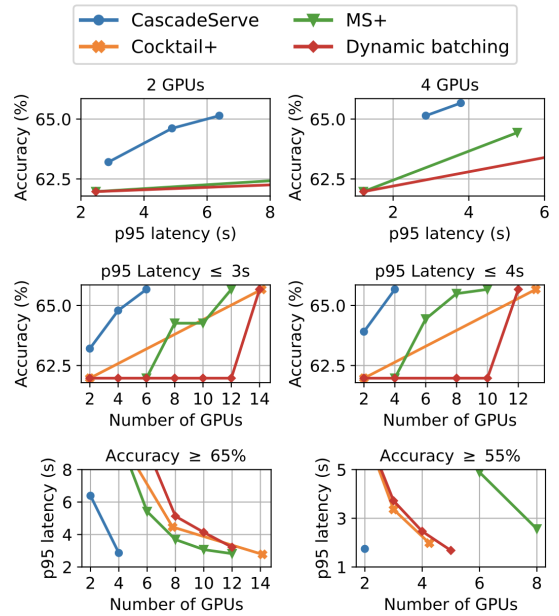 CascadeServe MS+
Cocktail+ Dynamic batching
2 GPUs 4 GPUs
Accuracy (%) Accuracy (%)
65.0 65.0
62.5 62.5
2 4 6 8 2 4 6
p95 latency (s) p95 latency (s)
p95 Latency ≤ 3s p95 Latency ≤ 4s
Accuracy (%) Accuracy (%)
65.0 65.0
62.5 62.5
2 4 6 8 10 12 14 2 4 6 8 10 12
Number of GPUs Number of GPUs
Accuracy ≥ 65% Accuracy ≥ 55%
p95 latency (s) p95 latency (s)
8 5
6 3
4 1
2
2 4 6 8 10 12 14 2 4 6 8
Number of GPUs Number of GPUs